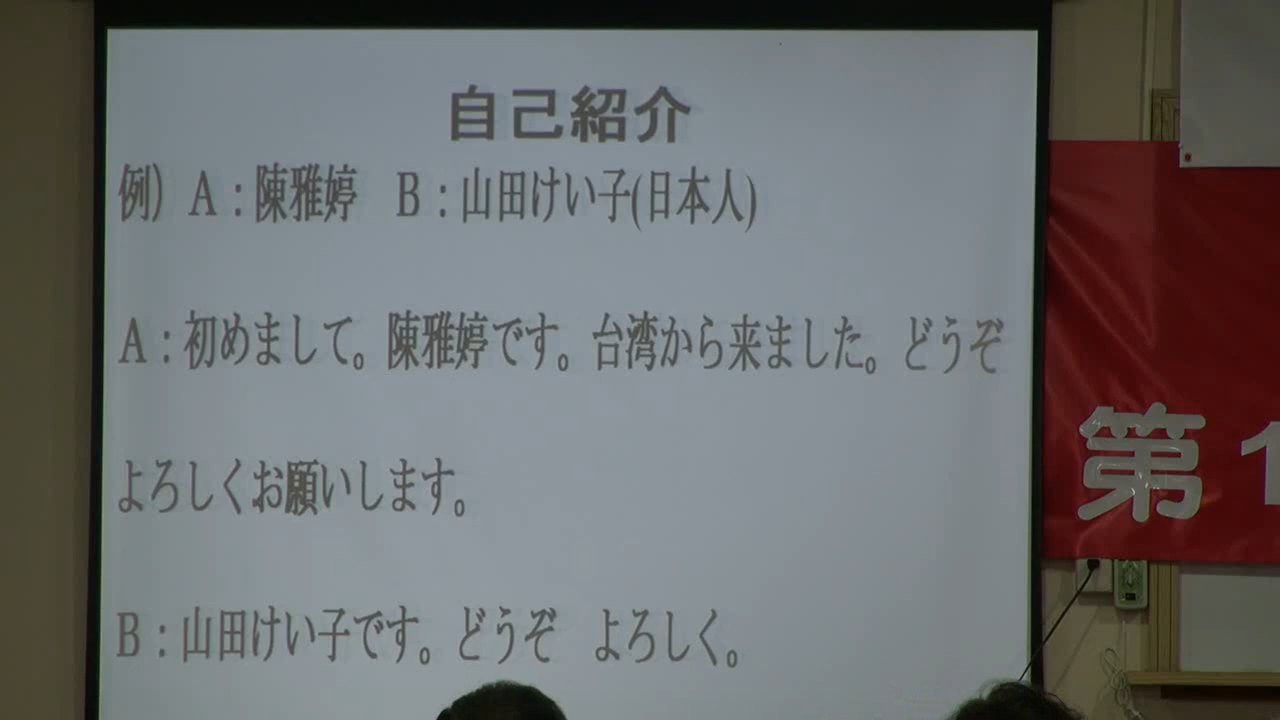 自己紹介
例）Ａ：陳雅婷　Ｂ：山田けい子(日本人)
Ａ：初めまして。陳雅婷です。台湾から来ました。どうぞ
よろしくお願いします。
Ｂ：山田けい子です。どうぞ　よろしく。
第1